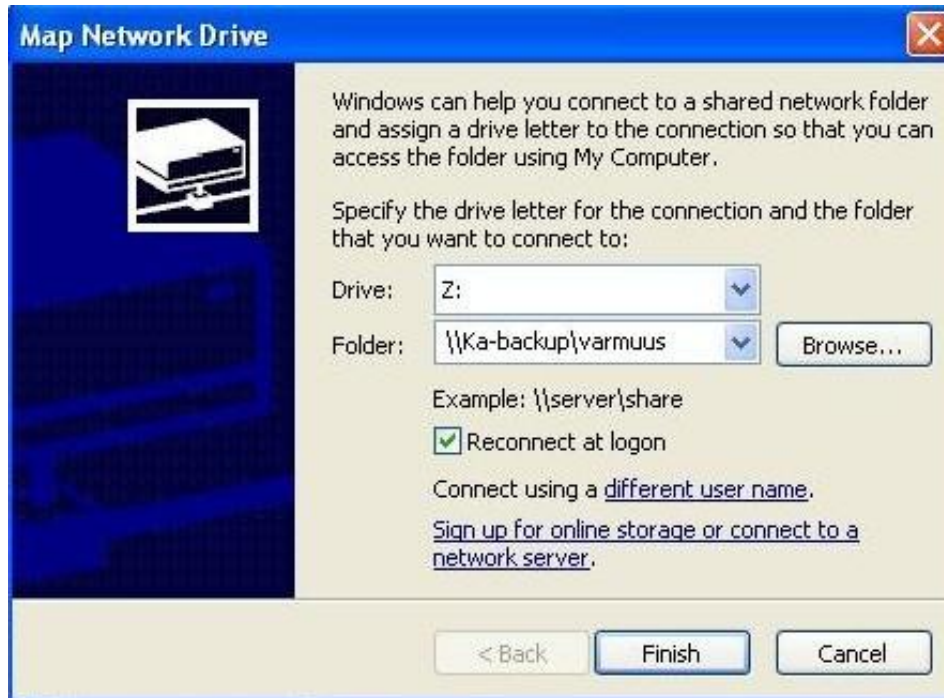 Map Network Drive
Windows can help you connect to a shared network folder
and assign a drive letter to the connection so that you can
access the folder using My Computer.
Specify the drive letter for the connection and the folder
that you want to connect to:
Drive: Z:
Folder: \\Ka-backup\varmuus Browse...
Example: \\server\share
Reconnect at logon
Connect using a different user name.
Sign up for online storage or connect to a
network server.
< Back Finish Cancel